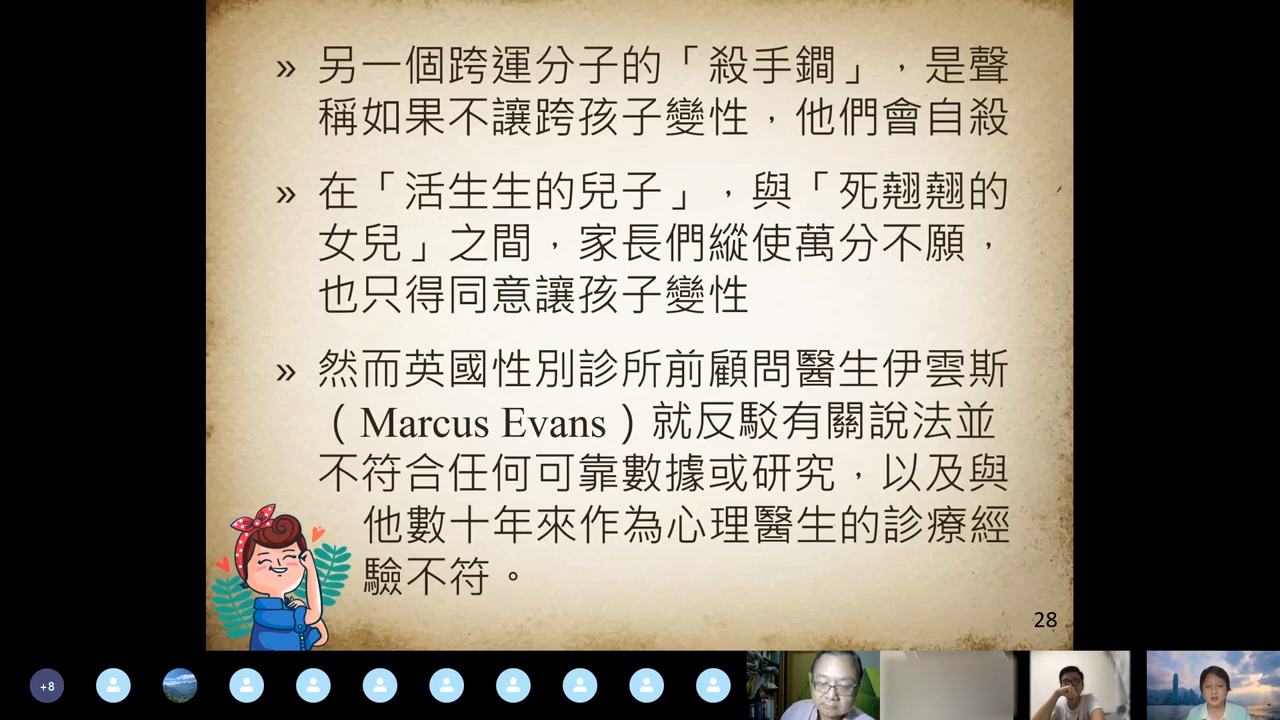 » 另一個跨運分子的「殺手鐧」，是聲
稱如果不讓跨孩子變性，他們會自殺
» 在「活生生的兒子」，與「死翹翹的
女兒」之間，家長們縱使萬分不願，
也只得同意讓孩子變性
» 然而英國性別診所前顧問醫生伊雲斯
（Marcus Evans）就反駁有關說法並
不符合任何可靠數據或研究，以及與
他數十年來作為心理醫生的診療經
驗不符。
28
+8